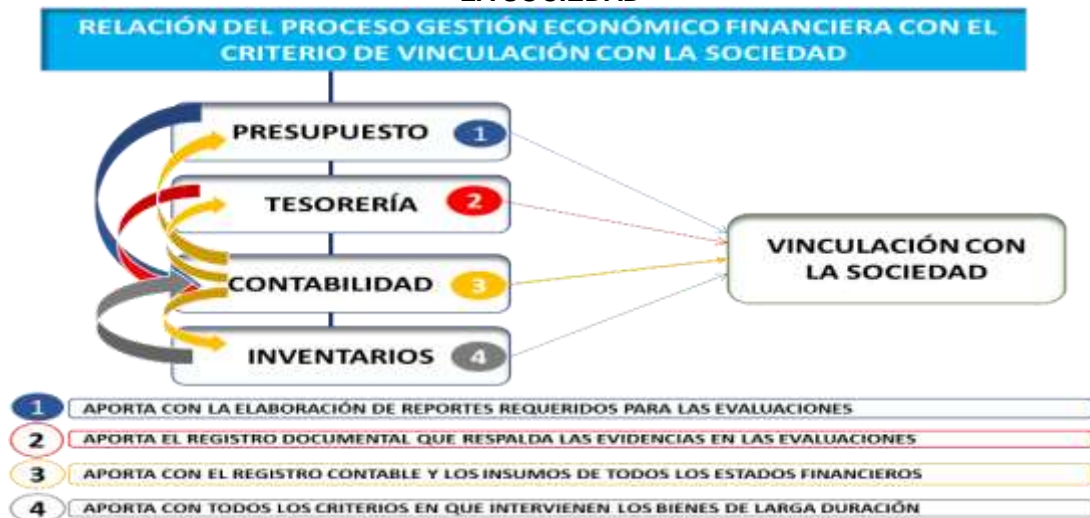 LA SOCIEDAD
RELACIÓN DEL PROCESO GESTIÓN ECONÓMICO FINANCIERA CON EL
CRITERIO DE VINCULACIÓN CON LA SOCIEDAD
PRESUPUESTO 1
TESORERÍA 2
CONTABILIDAD 3
INVENTARIOS 4
VINCULACIÓN CON
LA SOCIEDAD
1 APORTA CON LA ELABORACIÓN DE REPORTES REQUERIDOS PARA LAS EVALUACIONES
2 APORTA EL REGISTRO DOCUMENTAL QUE RESPALDA LAS EVIDENCIAS EN LAS EVALUACIONES
3 APORTA CON EL REGISTRO CONTABLE Y LOS INSUMOS DE TODOS LOS ESTADOS FINANCIEROS
4 APORTA CON TODOS LOS CRITERIOS EN QUE INTERVIENEN LOS BIENES DE LARGA DURACIÓN